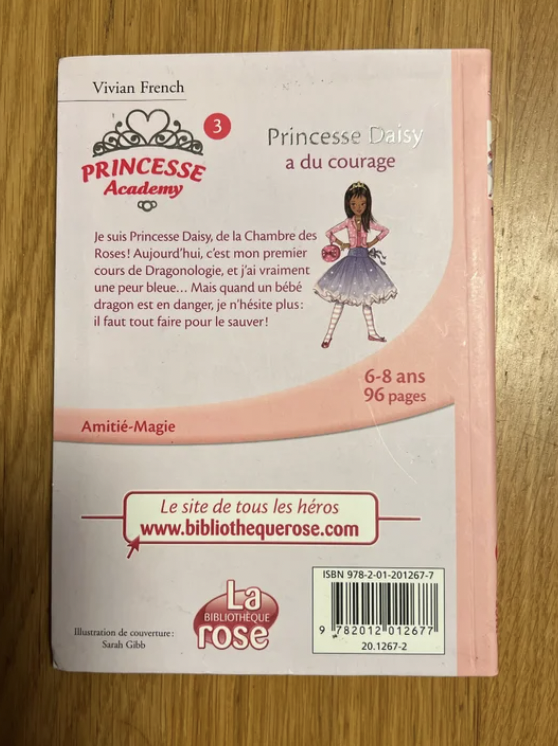 Vivian French
PRINCESSE
Academy
3
Princesse Daisy
a du courage
Je suis Princesse Daisy, de la Chambre des
Roses! Aujourd'hui, c'est mon premier
cours de Dragonologie, et j'ai vraiment
une peur bleue... Mais quand un bébé
dragon est en danger, je n'hésite plus:
il faut tout faire pour le sauver!
6-8 ans
96 pages
Amitié-Magie
Le site de tous les héros
www.bibliothequerose.com
Illustration de couverture:
Sarah Gibb
La
BIBLIOTHÈQUE
rose
ISBN 978-2-01-201267-7
9 782012 012677
20.1267-2